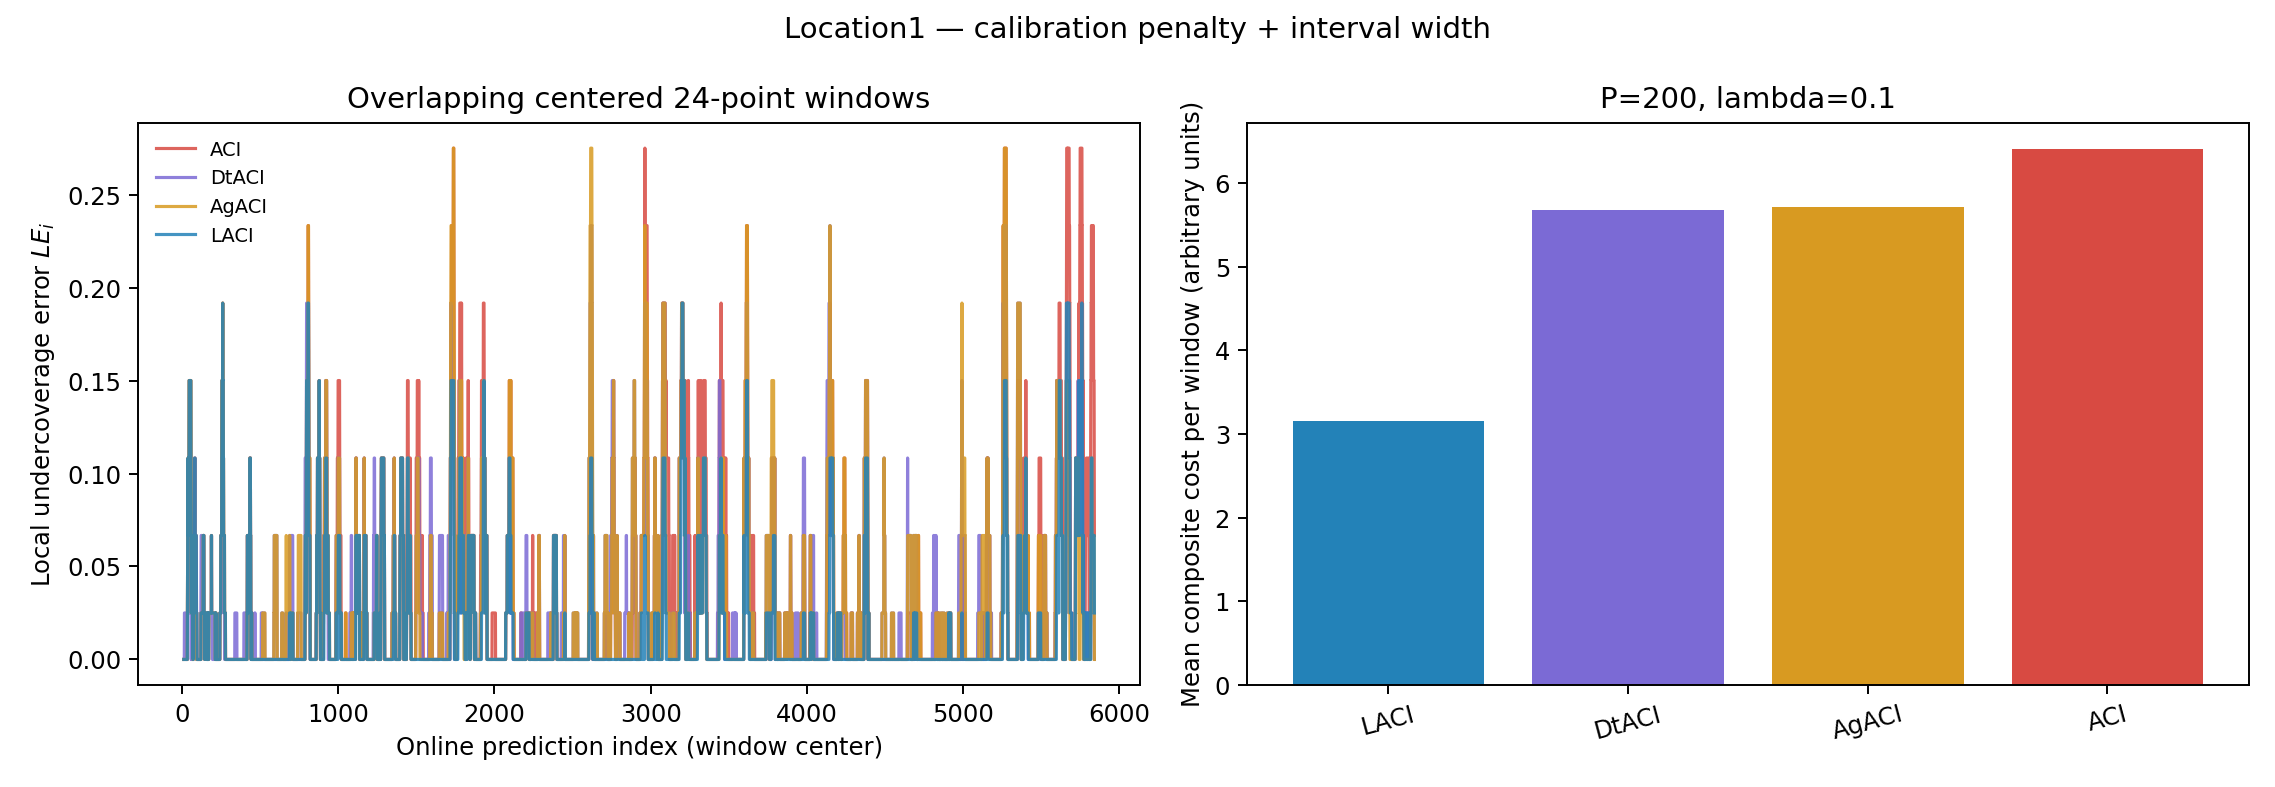 Location1 — calibration penalty + interval width
Overlapping centered 24-point windows
Local undercoverage error LE_i
0.25
0.20
0.15
0.10
0.05
0.00
ACI
DtACI
AgACI
LACI
0 1000 2000 3000 4000 5000 6000
Online prediction index (window center)
P=200, lambda=0.1
Mean composite cost per window (arbitrary units)
6
5
4
3
2
1
0
LACI DtACI AgACI ACI